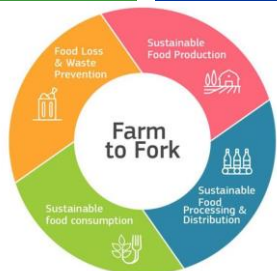 Food Loss
& Waste
Prevention
Sustainable
Food Production
Farm
to Fork
Sustainable
Food
Processing &
Distribution
Sustainable
food consumption